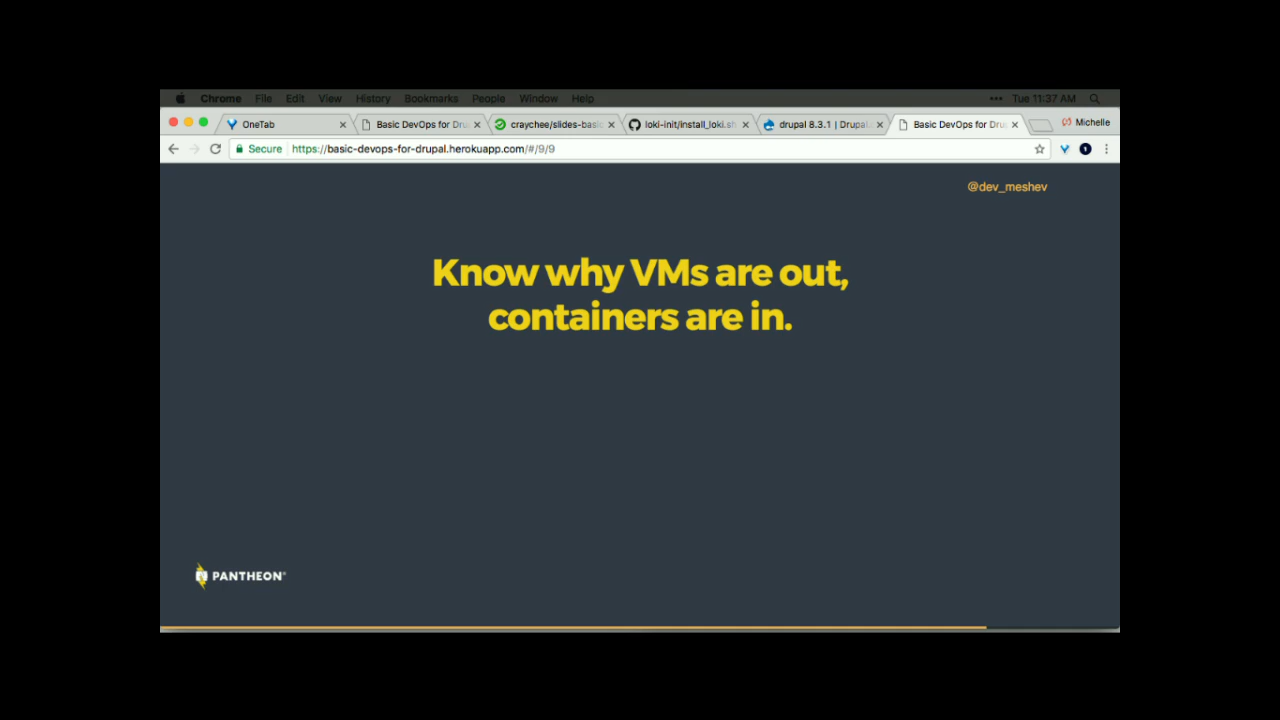 Chrome File Edit View History Bookmarks People Window Help ••• Tue 11:37 AM
OneTab Basic DevOps for Dru craychee/slides-basic loki-init/install_loki.sh drupal 8.3.1 | Drupal Basic DevOps for Dru Michelle
Secure https://basic-devops-for-drupal.herokuapp.com/#/9/9
@dev_meshev
Know why VMs are out,
containers are in.
PANTHEON